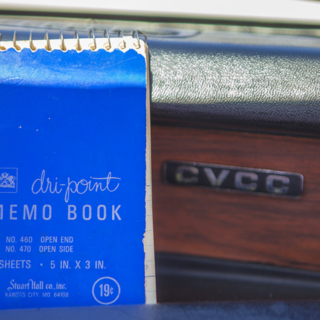 dri-point
MEMO BOOK
NO. 460 OPEN END
NO. 470 OPEN SIDE
SHEETS · 5 IN. X 3 IN.
Stuart Hall co., inc.
KANSAS CITY, MO 64108
19¢
CVCC